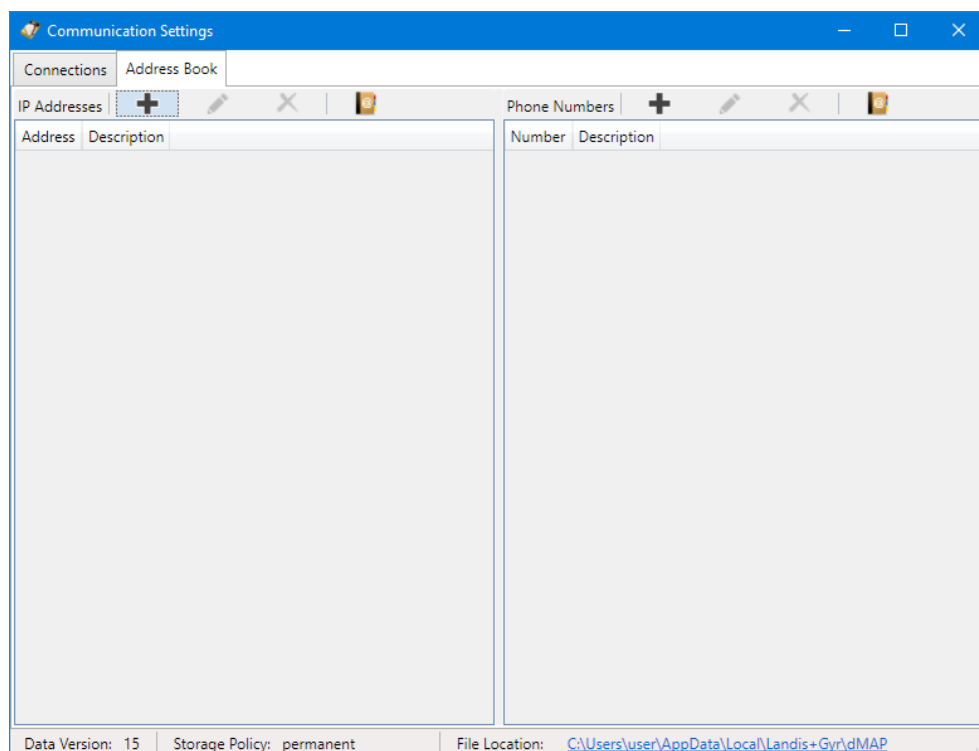 Communication Settings
Connections Address Book
IP Addresses Phone Numbers
Address Description Number Description
Data Version: 15 Storage Policy: permanent File Location: C:\Users\user\AppData\Local\Landis+Gyr\dMAP